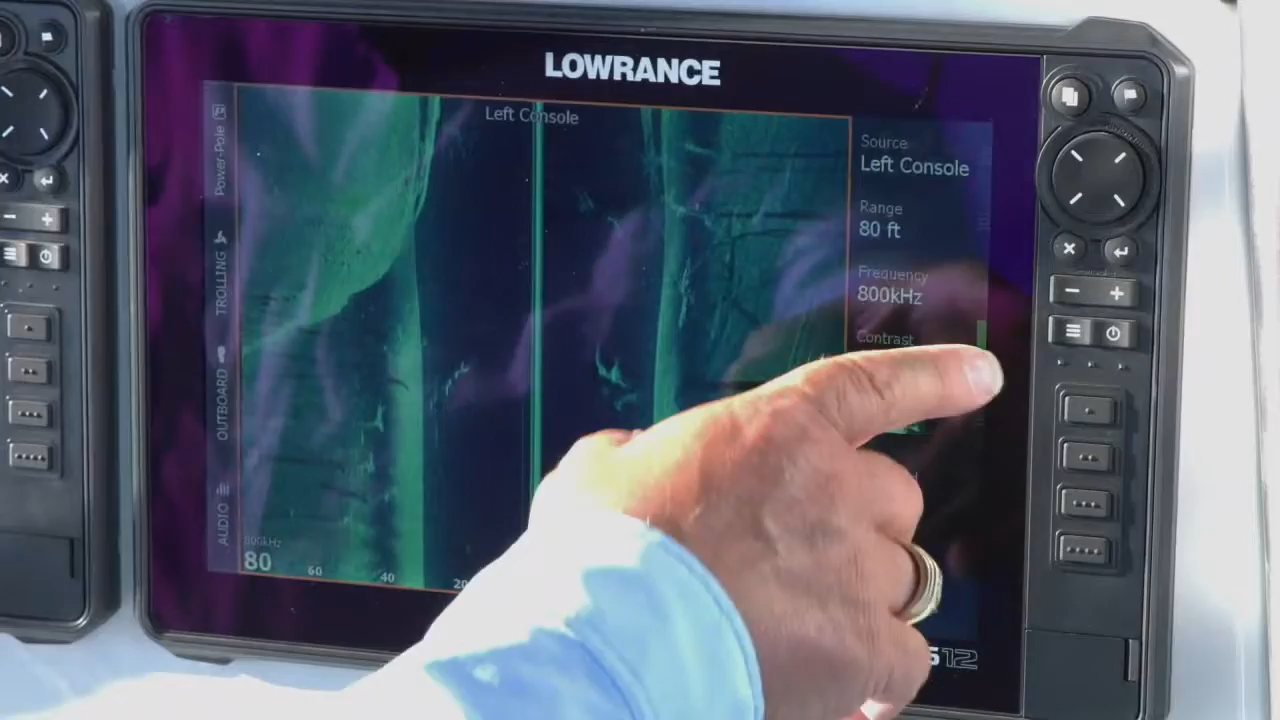 LOWRANCE
Left Console
Power-Pole
TROLLING
OUTBOARD
AUDIO
Source
Left Console
Range
80 ft
Frequency
800kHz
Contrast
800kHz
80
60
40
20
12